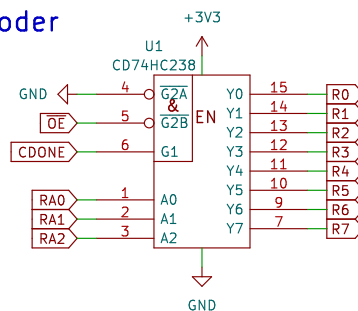 oder
+3V3
U1
CD74HC238
GND 4 G2A Y0 15 R0
& EN
OE 5 G2B Y1 14 R1
Y2 13 R2
CDONE 6 G1 Y3 12 R3
Y4 11 R4
RA0 1 A0 Y5 10 R5
RA1 2 A1 Y6 9 R6
RA2 3 A2 Y7 7 R7
GND